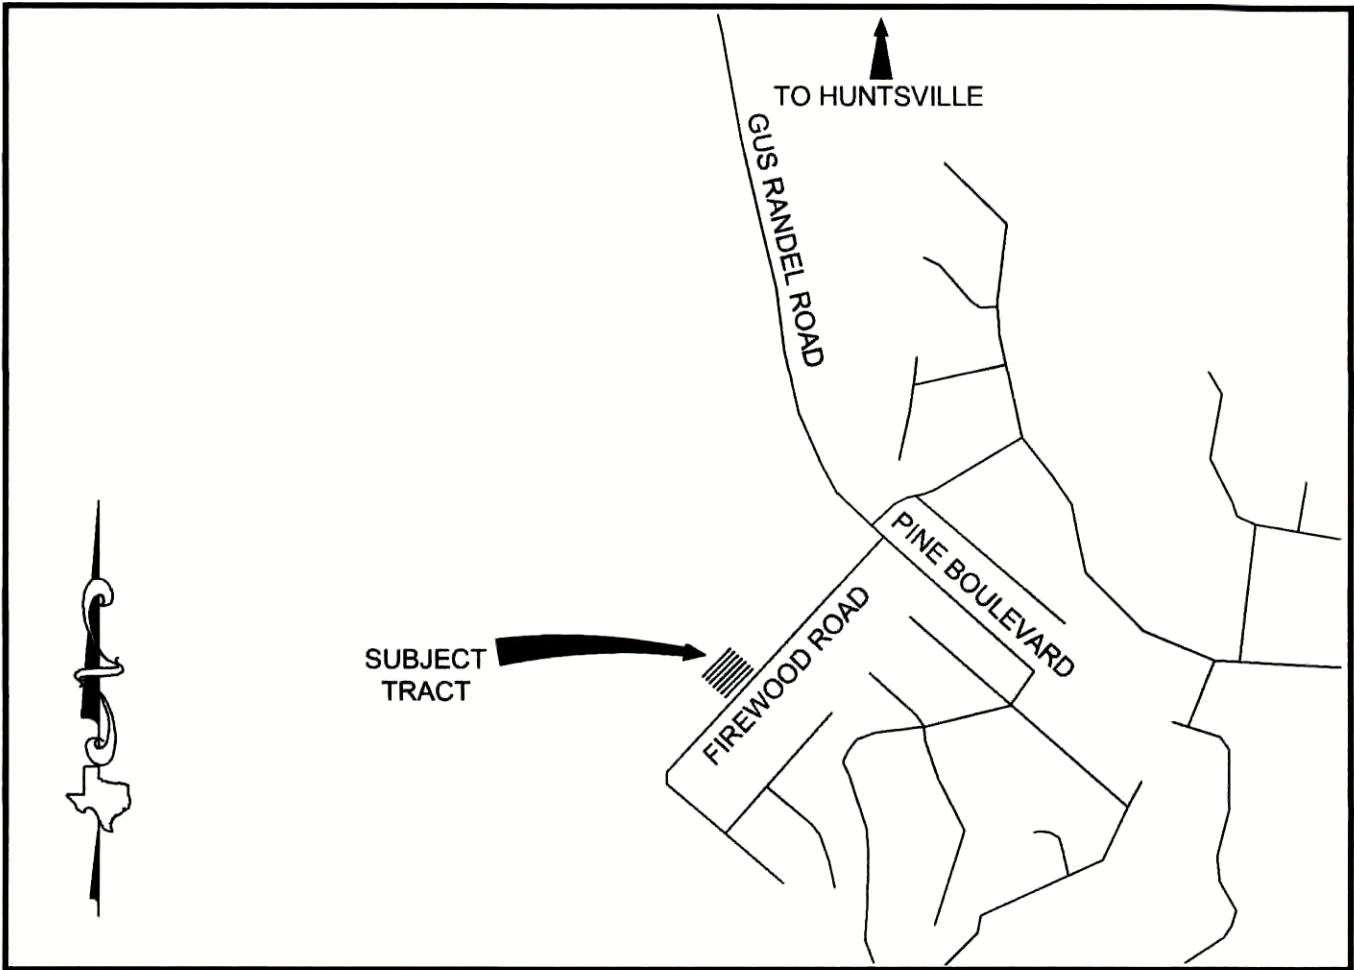 TO HUNTSVILLE
GUS RANDEL ROAD
PINE BOULEVARD
FIREWOOD ROAD
SUBJECT
TRACT